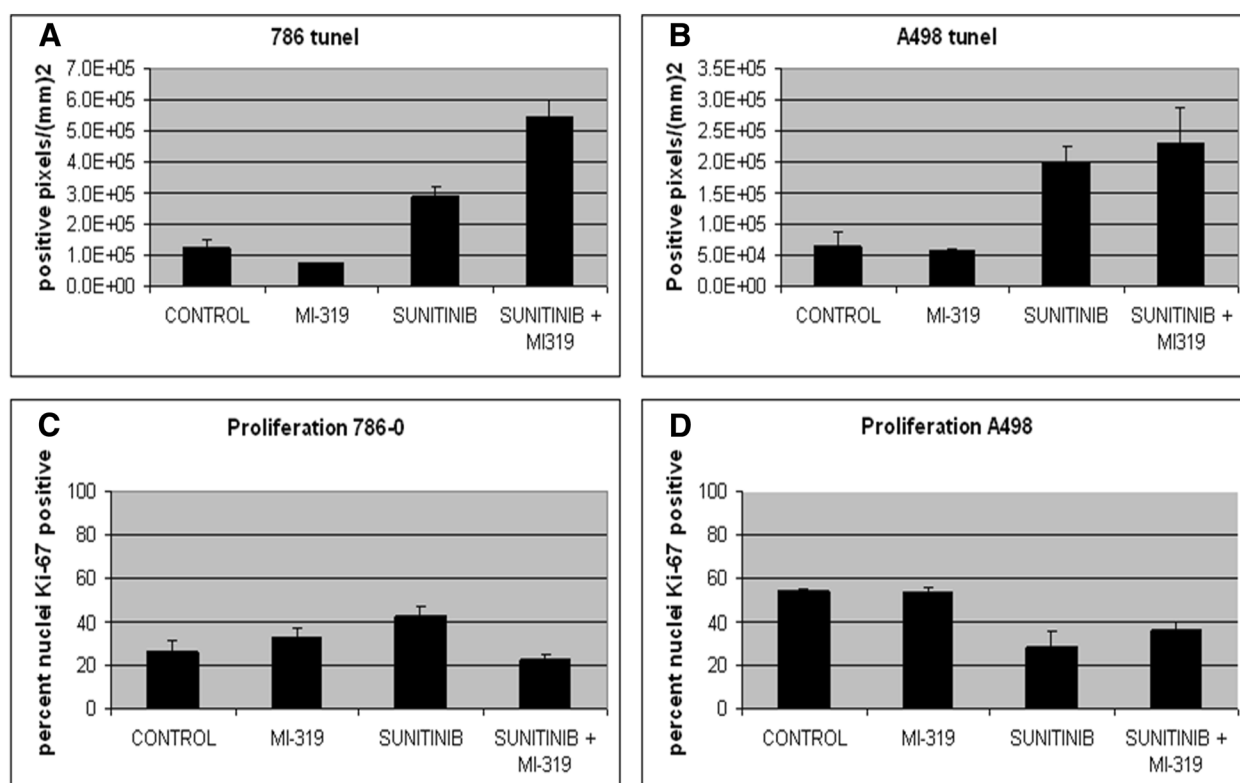 A
786 tunel
positive pixels/(mm)2
7.0E+05
6.0E+05
5.0E+05
4.0E+05
3.0E+05
2.0E+05
1.0E+05
0.0E+00
CONTROL
MI-319
SUNITINIB
SUNITINIB +
MI319
B
A498 tunel
Positive pixels/(mm)2
3.5E+05
3.0E+05
2.5E+05
2.0E+05
1.5E+05
1.0E+05
5.0E+04
0.0E+00
CONTROL
MI-319
SUNITINIB
SUNITINIB +
MI319
C
Proliferation 786-0
percent nuclei Ki-67 positive
100
80
60
40
20
0
CONTROL
MI-319
SUNITINIB
SUNITINIB +
MI-319
D
Proliferation A498
percent nuclei Ki-67 positive
100
80
60
40
20
0
CONTROL
MI-319
SUNITINIB
SUNITINIB +
MI-319